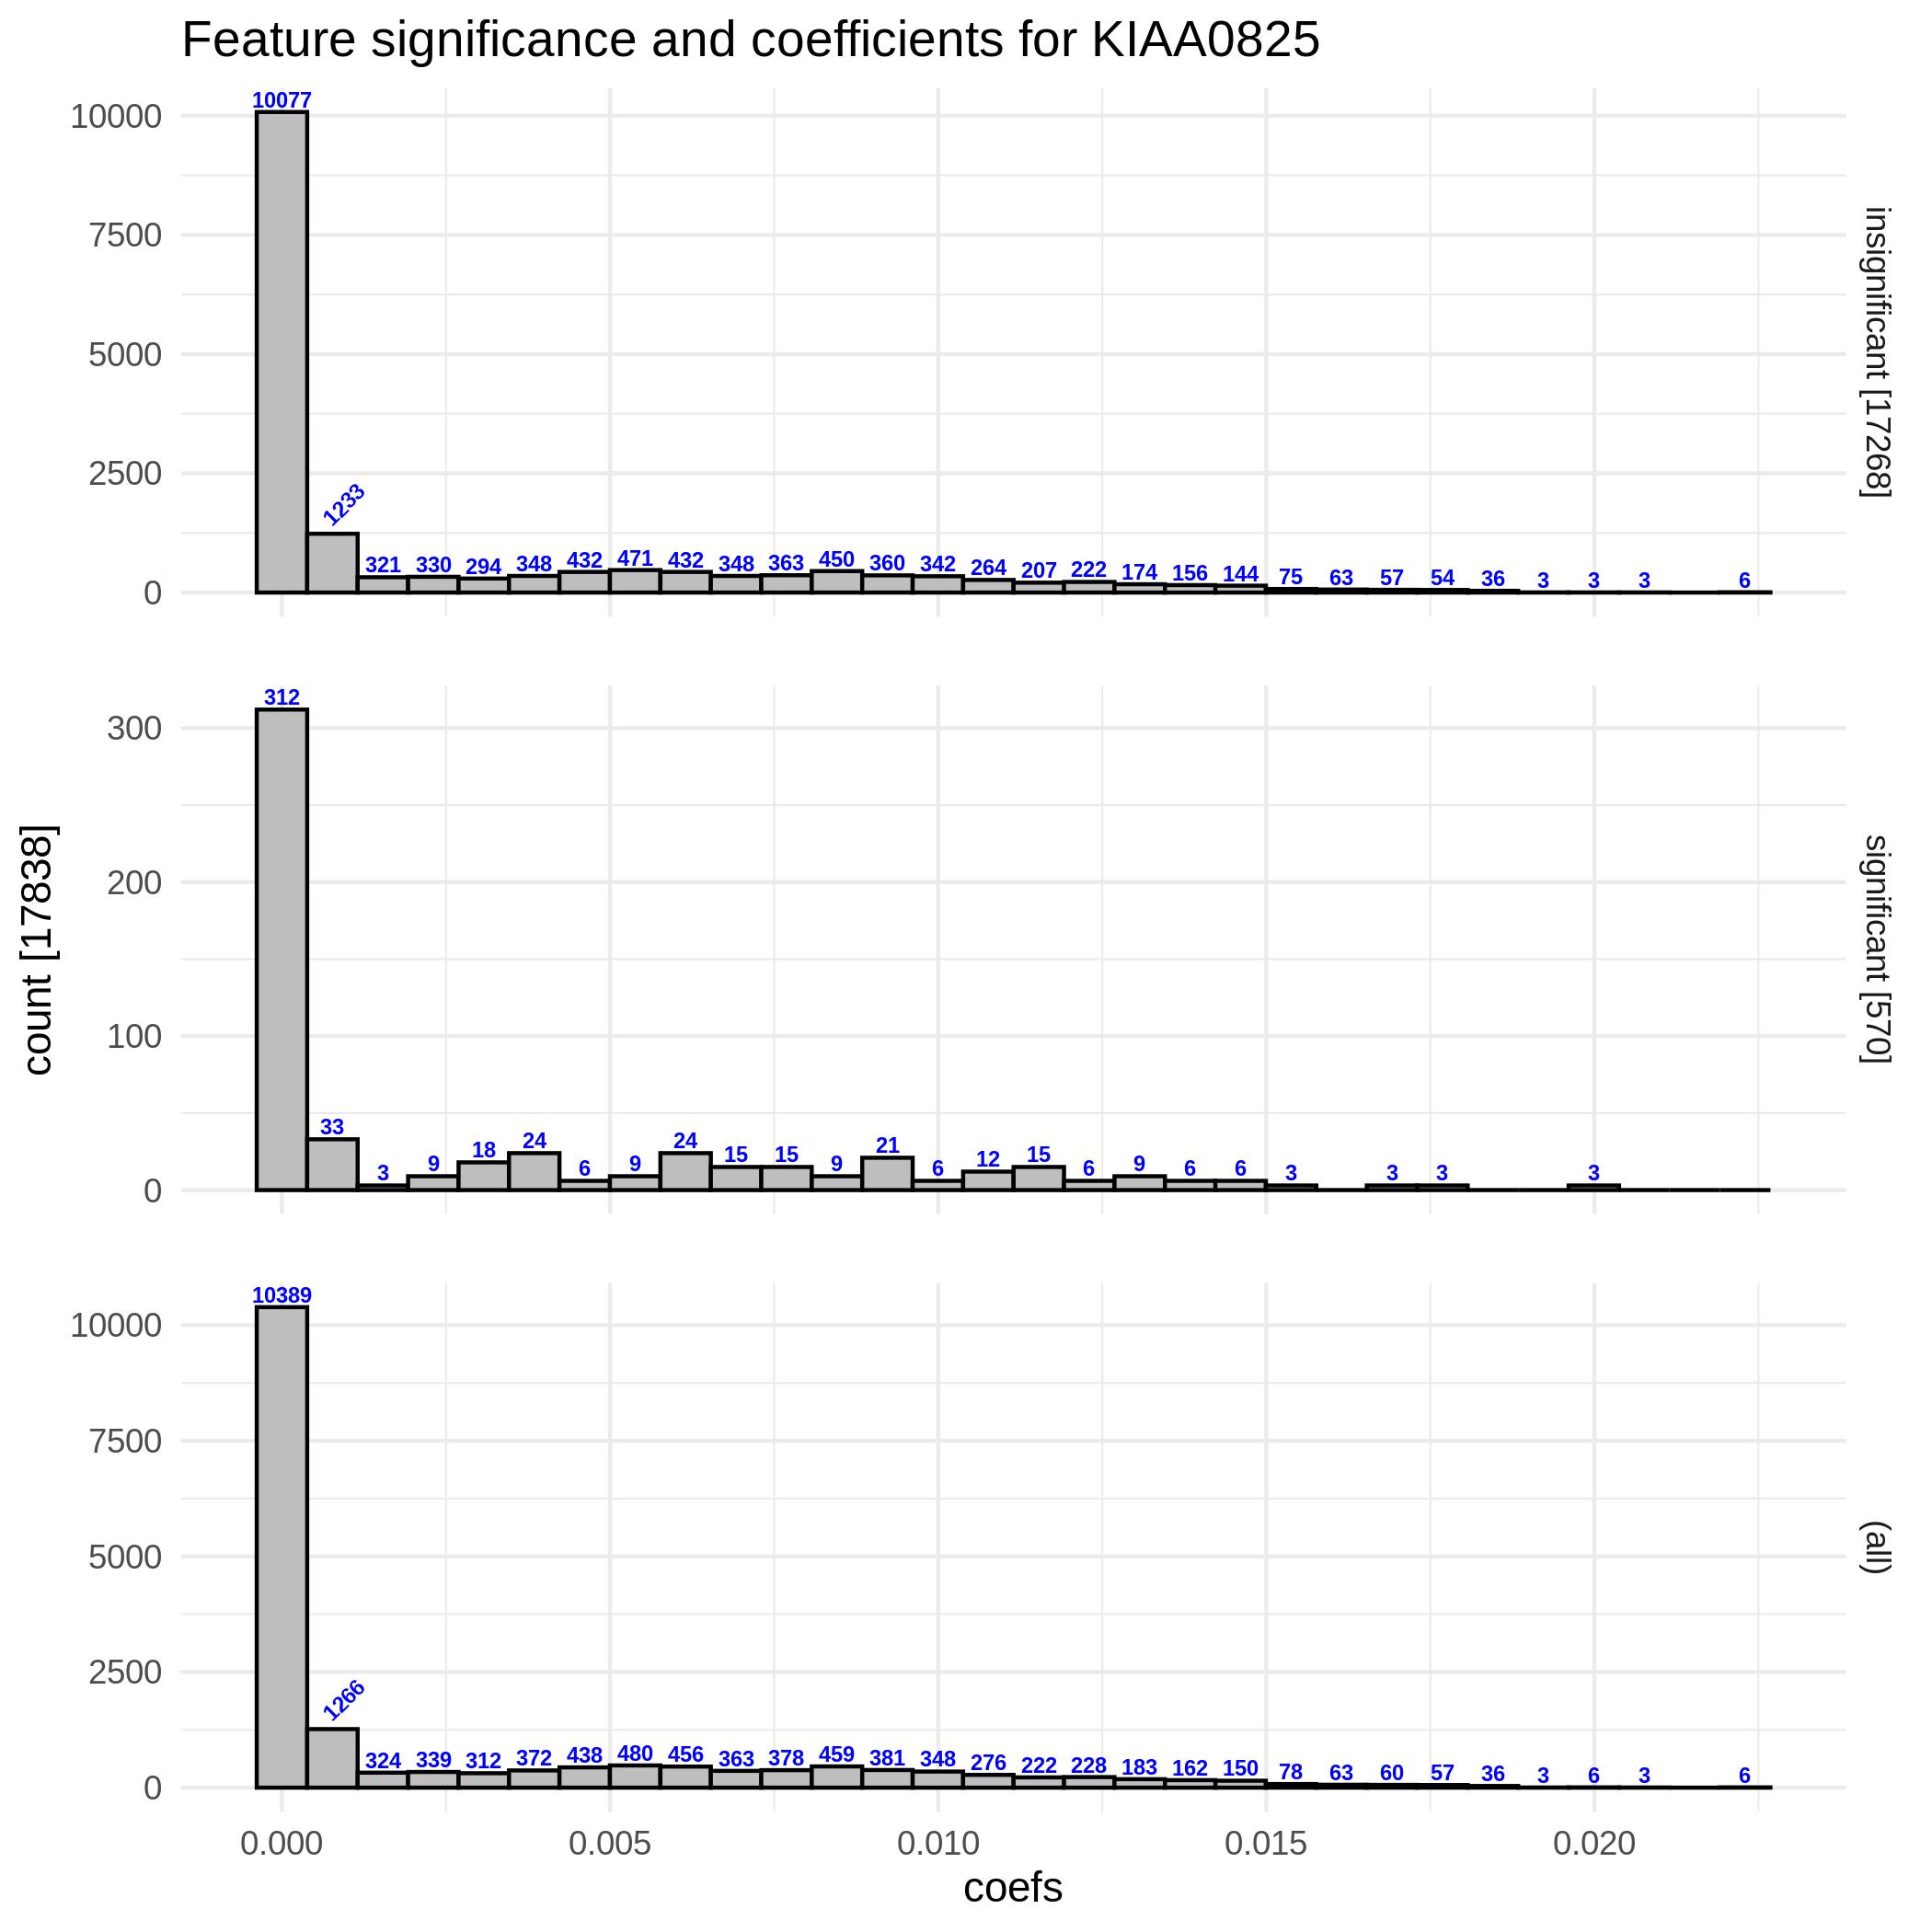 Feature significance and coefficients for KIAA0825
count [17838]
10000
7500
5000
2500
0
10077
1233
321 330 294 348 432 471 432 348 363 450 360 342 264 207 222 174 156 144 75 63 57 54 36 3 3 3 6
insignificant [17268]
300
200
100
0
312
33 3 9 18 24 6 9 24 15 15 9 21 6 12 15 6 9 6 6 3 3 3 3
significant [570]
10000
7500
5000
2500
0
10389
1266
324 339 312 372 438 480 456 363 378 459 381 348 276 222 228 183 162 150 78 63 60 57 36 3 6 3 6
(all)
0.000 0.005 0.010 0.015 0.020
coefs